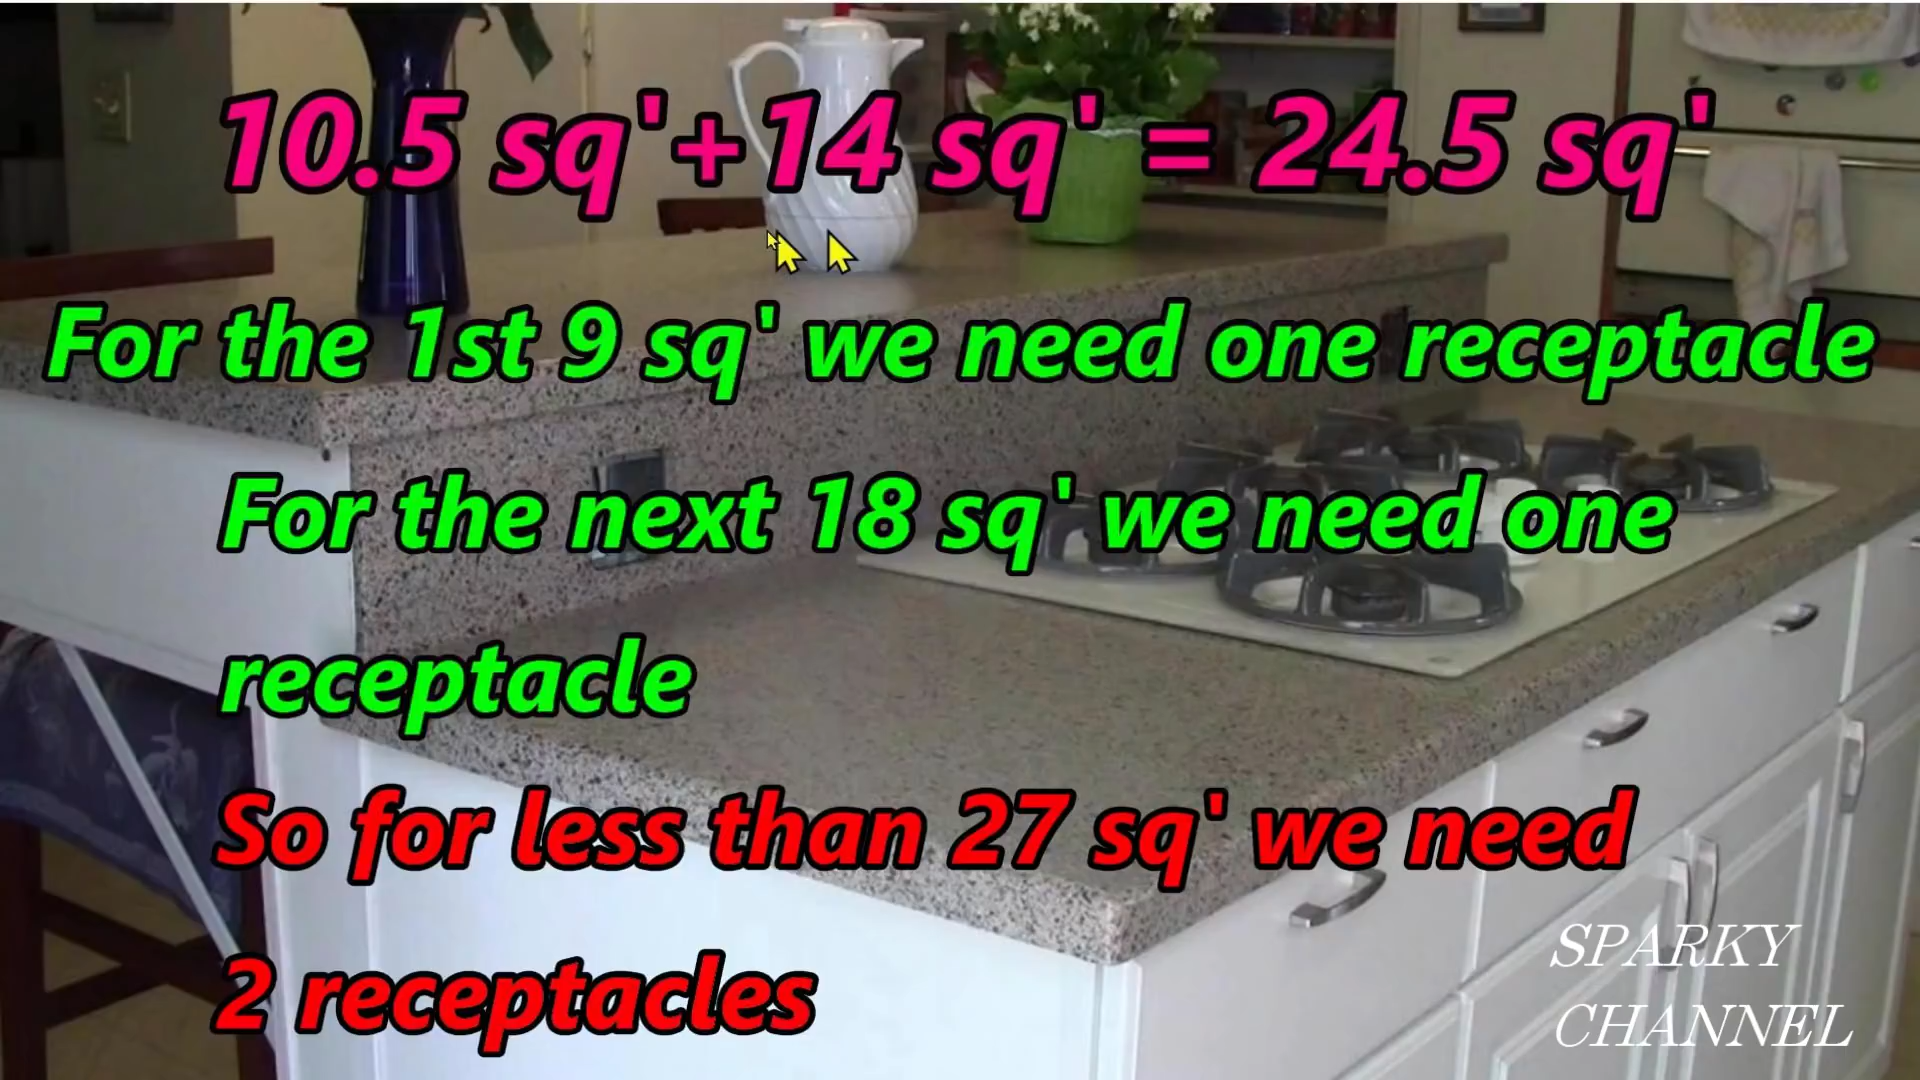 10.5 sq'+14 sq' = 24.5 sq'
For the 1st 9 sq' we need one receptacle
For the next 18 sq' we need one
receptacle
So for less than 27 sq' we need
2 receptacles
SPARKY
CHANNEL